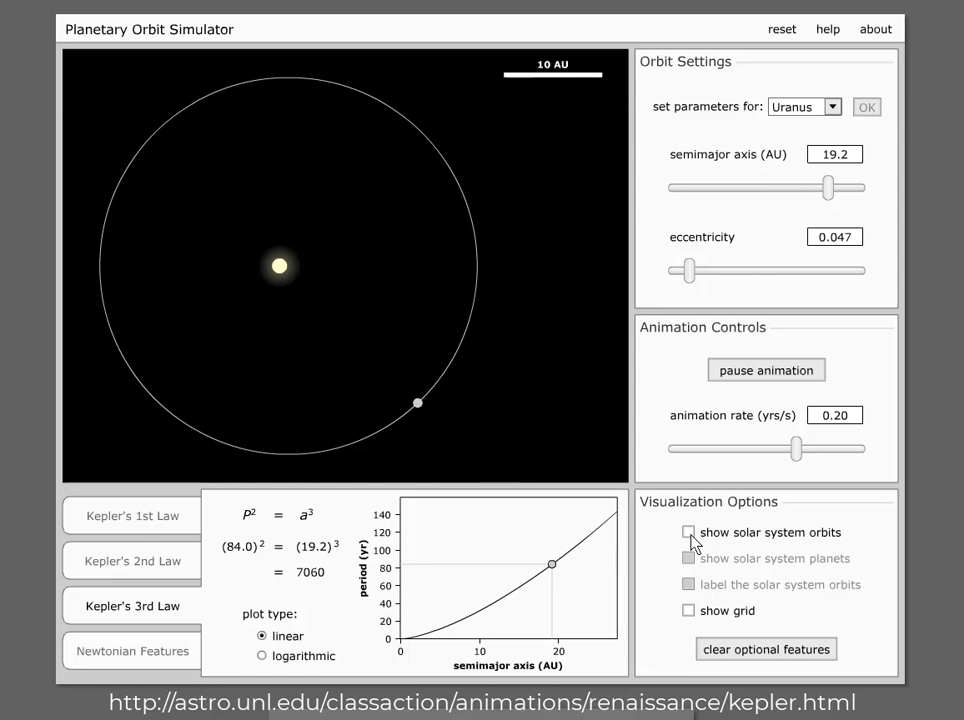 Planetary Orbit Simulator
reset help about
10 AU
Orbit Settings
set parameters for: Uranus OK
semimajor axis (AU) 19.2
eccentricity 0.047
Animation Controls
pause animation
animation rate (yrs/s) 0.20
Kepler's 1st Law
Kepler's 2nd Law
Kepler's 3rd Law
Newtonian Features
P² = a³
(84.0)² = (19.2)³
= 7060
plot type:
linear
logarithmic
period (yr)
140
120
100
80
60
40
20
0
0 10 20
semimajor axis (AU)
Visualization Options
show solar system orbits
show solar system planets
label the solar system orbits
show grid
clear optional features
http://astro.unl.edu/classaction/animations/renaissance/kepler.html